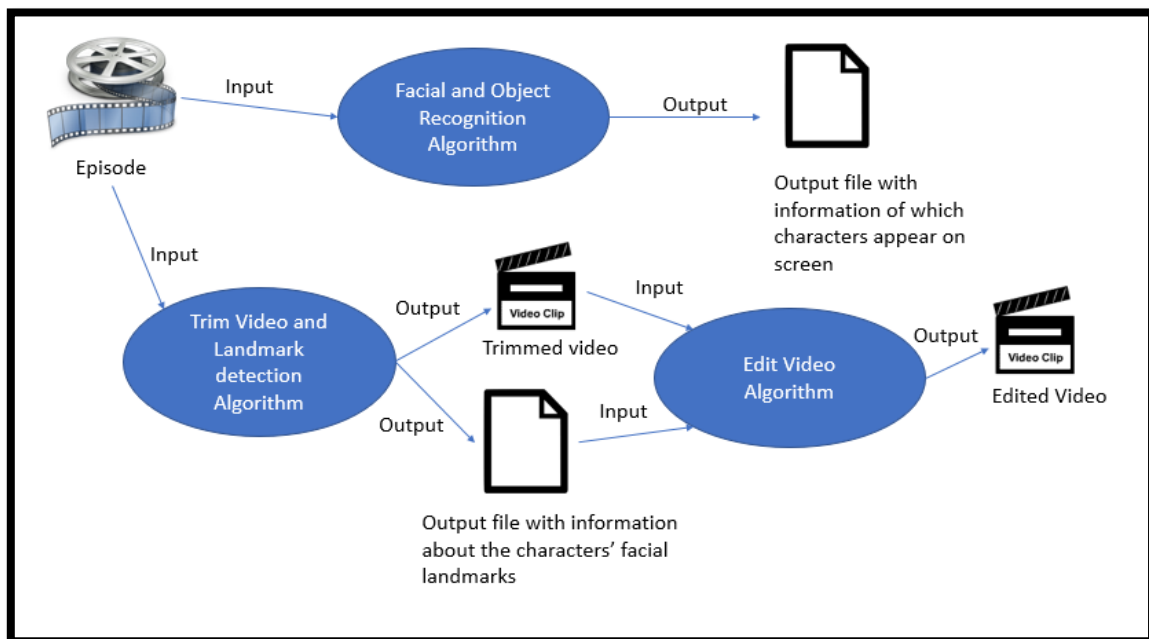 Episode
Input
Facial and Object
Recognition
Algorithm
Output
Output file with
information of which
characters appear on
screen
Input
Trim Video and
Landmark
detection
Algorithm
Output
Video Clip
Trimmed video
Output
Output file with information
about the characters’ facial
landmarks
Input
Input
Edit Video
Algorithm
Output
Video Clip
Edited Video